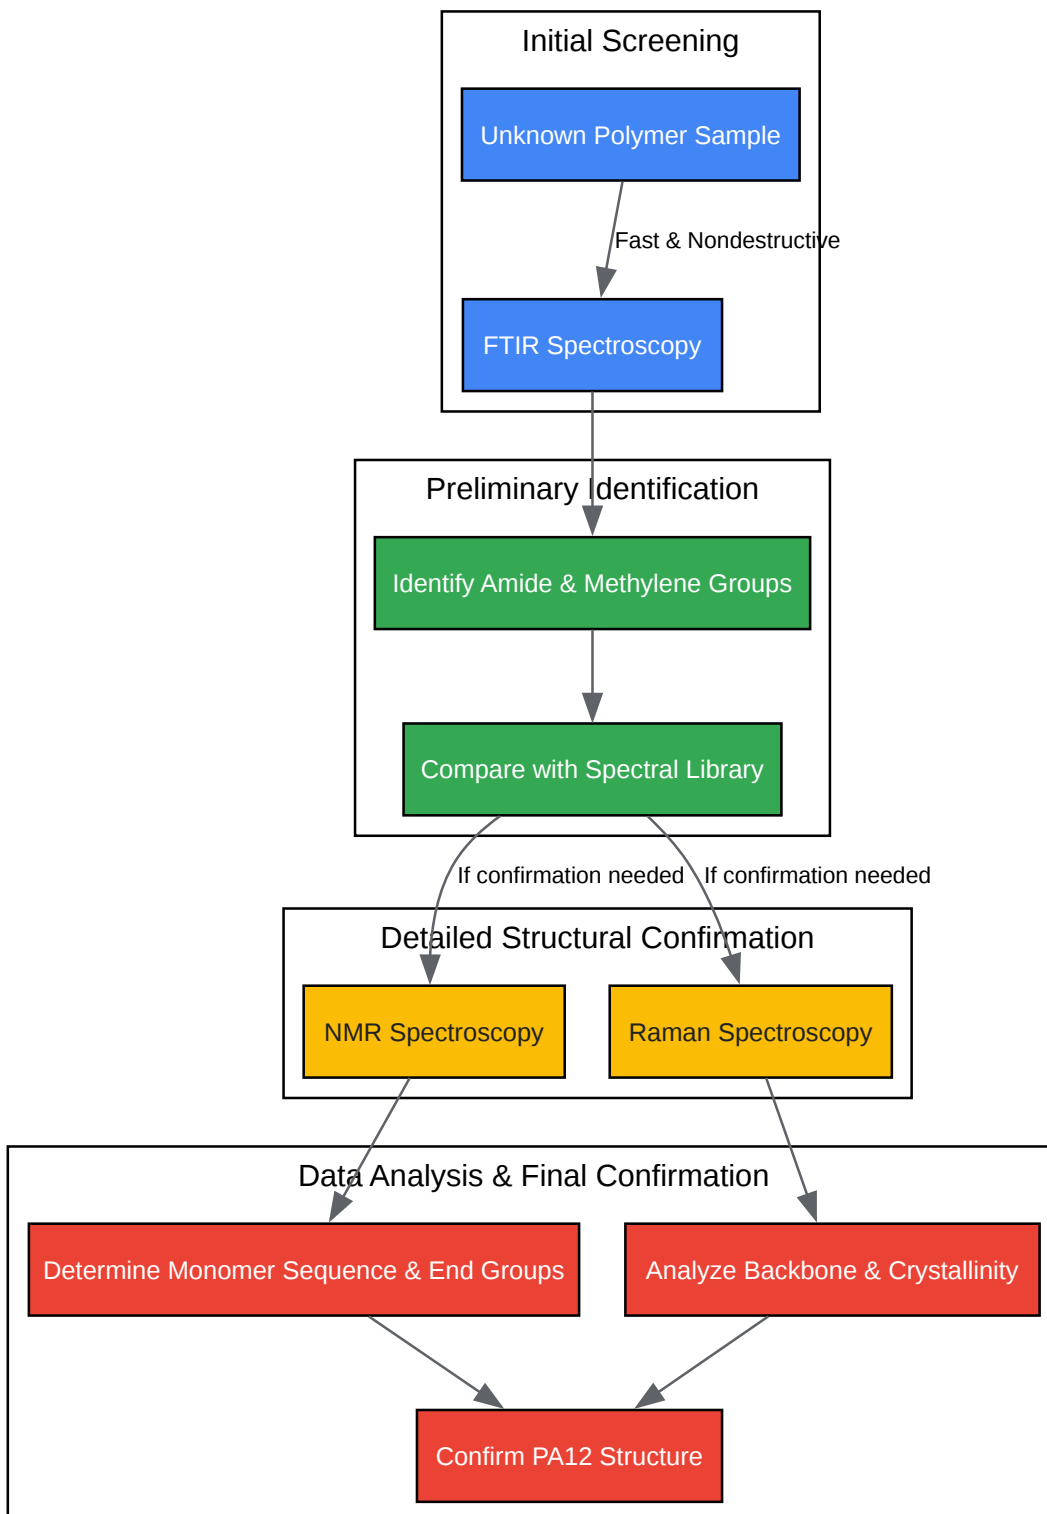 Initial Screening
Unknown Polymer Sample
Fast & Nondestructive
FTIR Spectroscopy
Preliminary Identification
Identify Amide & Methylene Groups
Compare with Spectral Library
If confirmation needed
If confirmation needed
Detailed Structural Confirmation
NMR Spectroscopy
Raman Spectroscopy
Data Analysis & Final Confirmation
Determine Monomer Sequence & End Groups
Analyze Backbone & Crystallinity
Confirm PA12 Structure